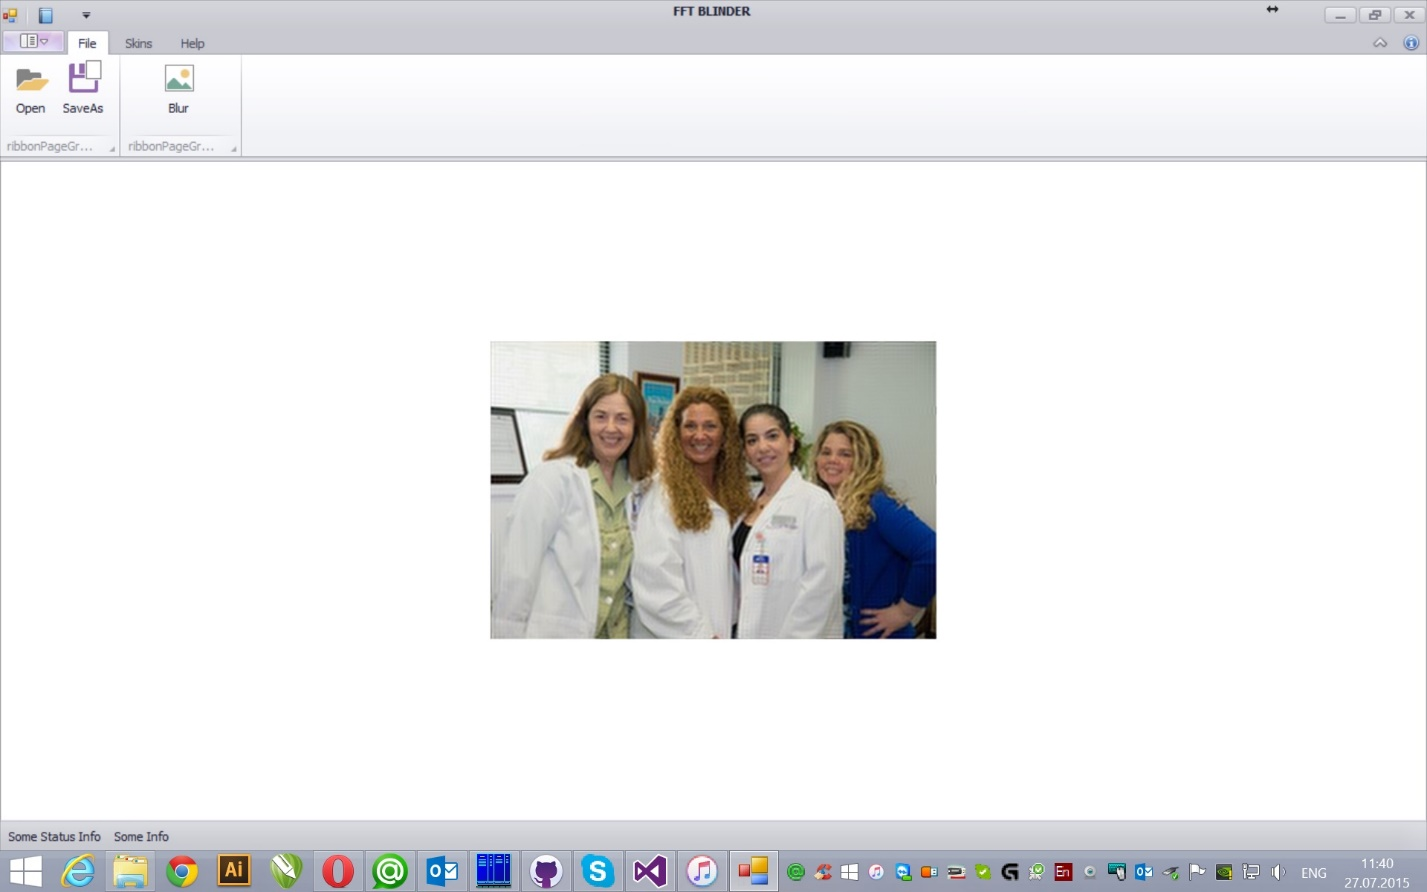 FFT BLINDER
File Skins Help
Open SaveAs Blur
ribbonPageGr... ribbonPageGr...
Some Status Info Some Info
Ai En ENG 11:40
27.07.2015